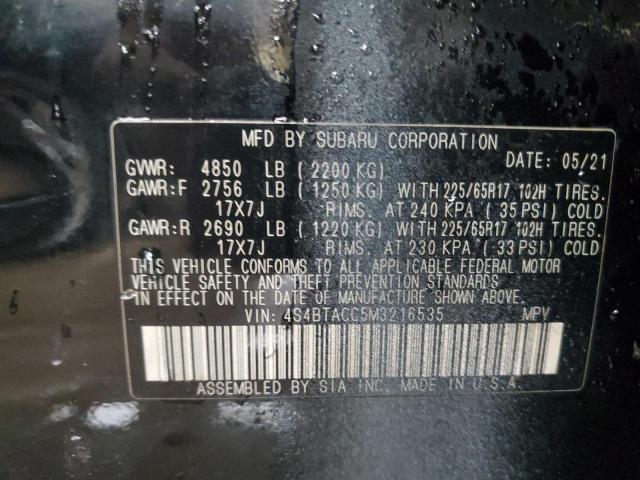 MFD BY SUBARU CORPORATION
DATE: 05/21
GVWR: 4850 LB (2200 KG)
GAWR:F 2756 LB (1250 KG) WITH 225/65R17 102H TIRES.
17X7J RIMS. AT 240 KPA (35 PSI) COLD
GAWR:R 2690 LB (1220 KG) WITH 225/65R17 102H TIRES.
17X7J RIMS. AT 230 KPA (33 PSI) COLD
THIS VEHICLE CONFORMS TO ALL APPLICABLE FEDERAL MOTOR
VEHICLE SAFETY AND THEFT PREVENTION STANDARDS
IN EFFECT ON THE DATE OF MANUFACTURE SHOWN ABOVE.
VIN: 4S4BTACC5M3216535 MPV
ASSEMBLED BY SIA INC. MADE IN U.S.A.